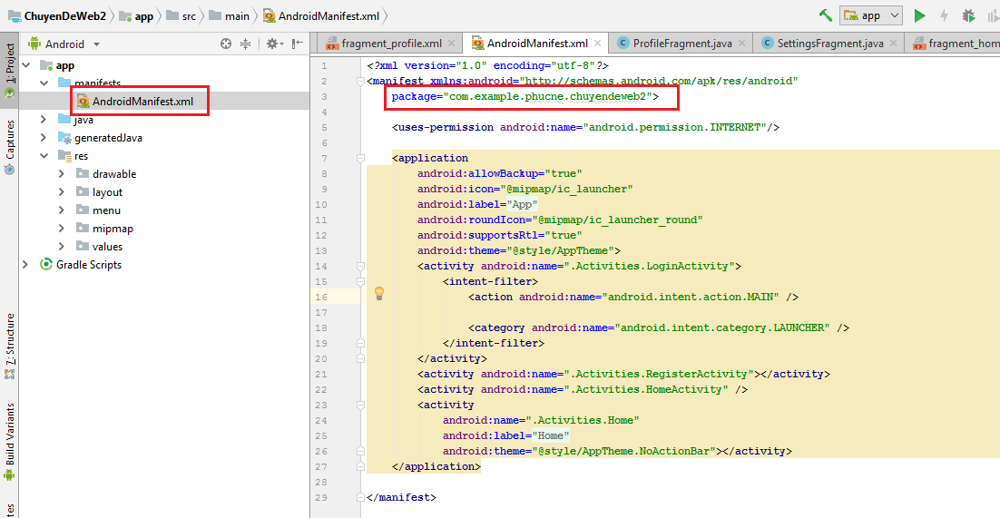 ChuyenDeWeb2 app src main AndroidManifest.xml app
1: Project
Captures
Z: Structure
Build Variants
Android
app
manifests
AndroidManifest.xml
java
generatedJava
res
drawable
layout
menu
mipmap
values
Gradle Scripts
fragment_profile.xml AndroidManifest.xml ProfileFragment.java SettingsFragment.java fragment_hom
1 <?xml version="1.0" encoding="utf-8"?>
2 <manifest xmlns:android="http://schemas.android.com/apk/res/android"
3 package="com.example.phucne.chuyendeweb2">
4
5 <uses-permission android:name="android.permission.INTERNET"/>
6
7 <application
8 android:allowBackup="true"
9 android:icon="@mipmap/ic_launcher"
10 android:label="App"
11 android:roundIcon="@mipmap/ic_launcher_round"
12 android:supportsRtl="true"
13 android:theme="@style/AppTheme">
14 <activity android:name=".Activities.LoginActivity">
15 <intent-filter>
16 <action android:name="android.intent.action.MAIN" />
17
18 <category android:name="android.intent.category.LAUNCHER" />
19 </intent-filter>
20 </activity>
21 <activity android:name=".Activities.RegisterActivity"></activity>
22 <activity android:name=".Activities.HomeActivity" />
23 <activity
24 android:name=".Activities.Home"
25 android:label="Home"
26 android:theme="@style/AppTheme.NoActionBar"></activity>
27 </application>
28
29 </manifest>